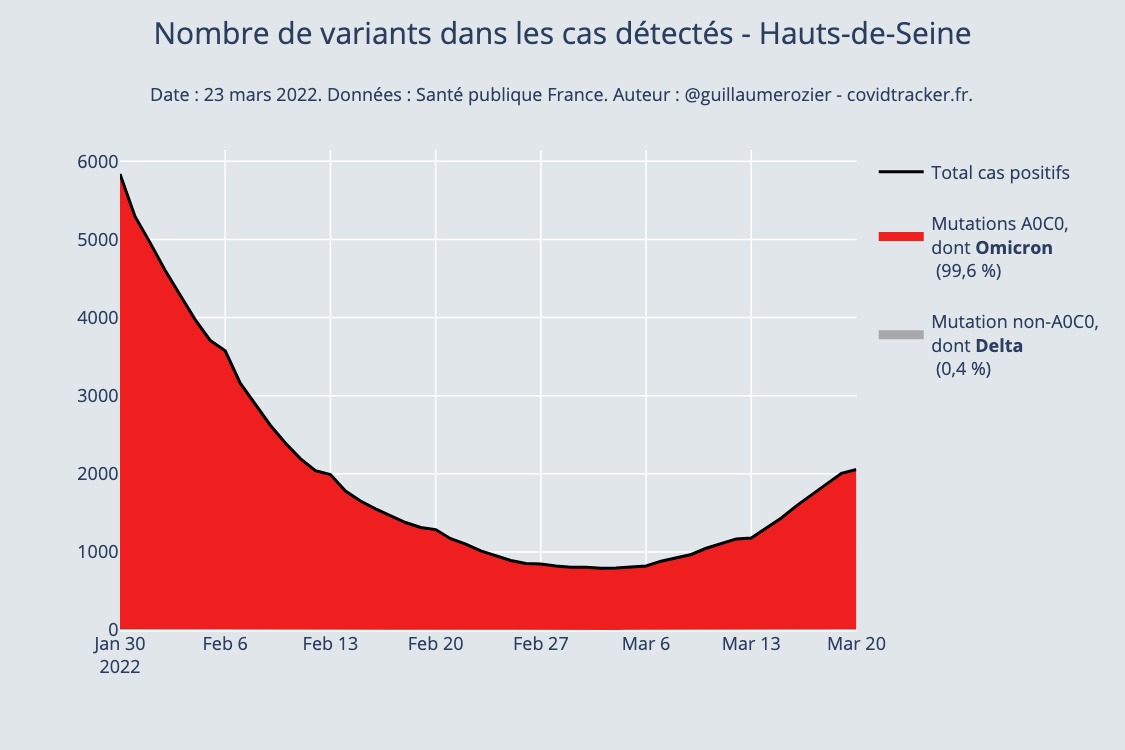 Nombre de variants dans les cas détectés - Hauts-de-Seine
Date : 23 mars 2022. Données : Santé publique France. Auteur : @guillaumerozier - covidtracker.fr.
6000
5000
4000
3000
2000
1000
0
Jan 30
2022
Feb 6
Feb 13
Feb 20
Feb 27
Mar 6
Mar 13
Mar 20
Total cas positifs
Mutations A0C0,
dont Omicron
(99,6 %)
Mutation non-A0C0,
dont Delta
(0,4 %)